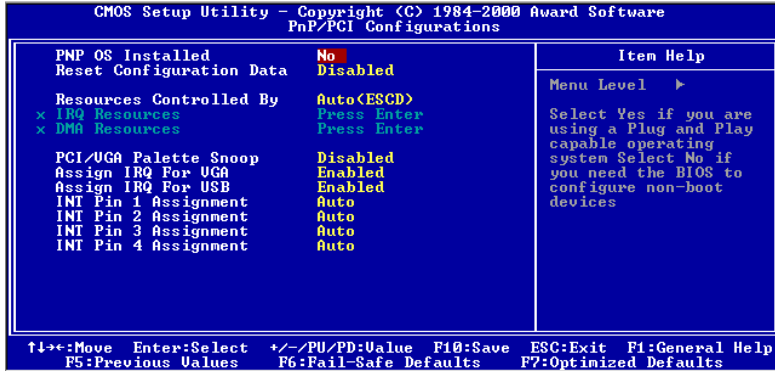 CMOS Setup Utility - Copyright (C) 1984-2000 Award Software
PnP/PCI Configurations
PNP OS Installed No
Reset Configuration Data Disabled
Resources Controlled By Auto(ESCD)
x IRQ Resources Press Enter
x DMA Resources Press Enter
PCI/VGA Palette Snoop Disabled
Assign IRQ For VGA Enabled
Assign IRQ For USB Enabled
INT Pin 1 Assignment Auto
INT Pin 2 Assignment Auto
INT Pin 3 Assignment Auto
INT Pin 4 Assignment Auto
Item Help
Menu Level ▶
Select Yes if you are
using a Plug and Play
capable operating
system Select No if
you need the BIOS to
configure non-boot
devices
↑↓→←:Move Enter:Select +/-/PU/PD:Value F10:Save ESC:Exit F1:General Help
F5:Previous Values F6:Fail-Safe Defaults F7:Optimized Defaults